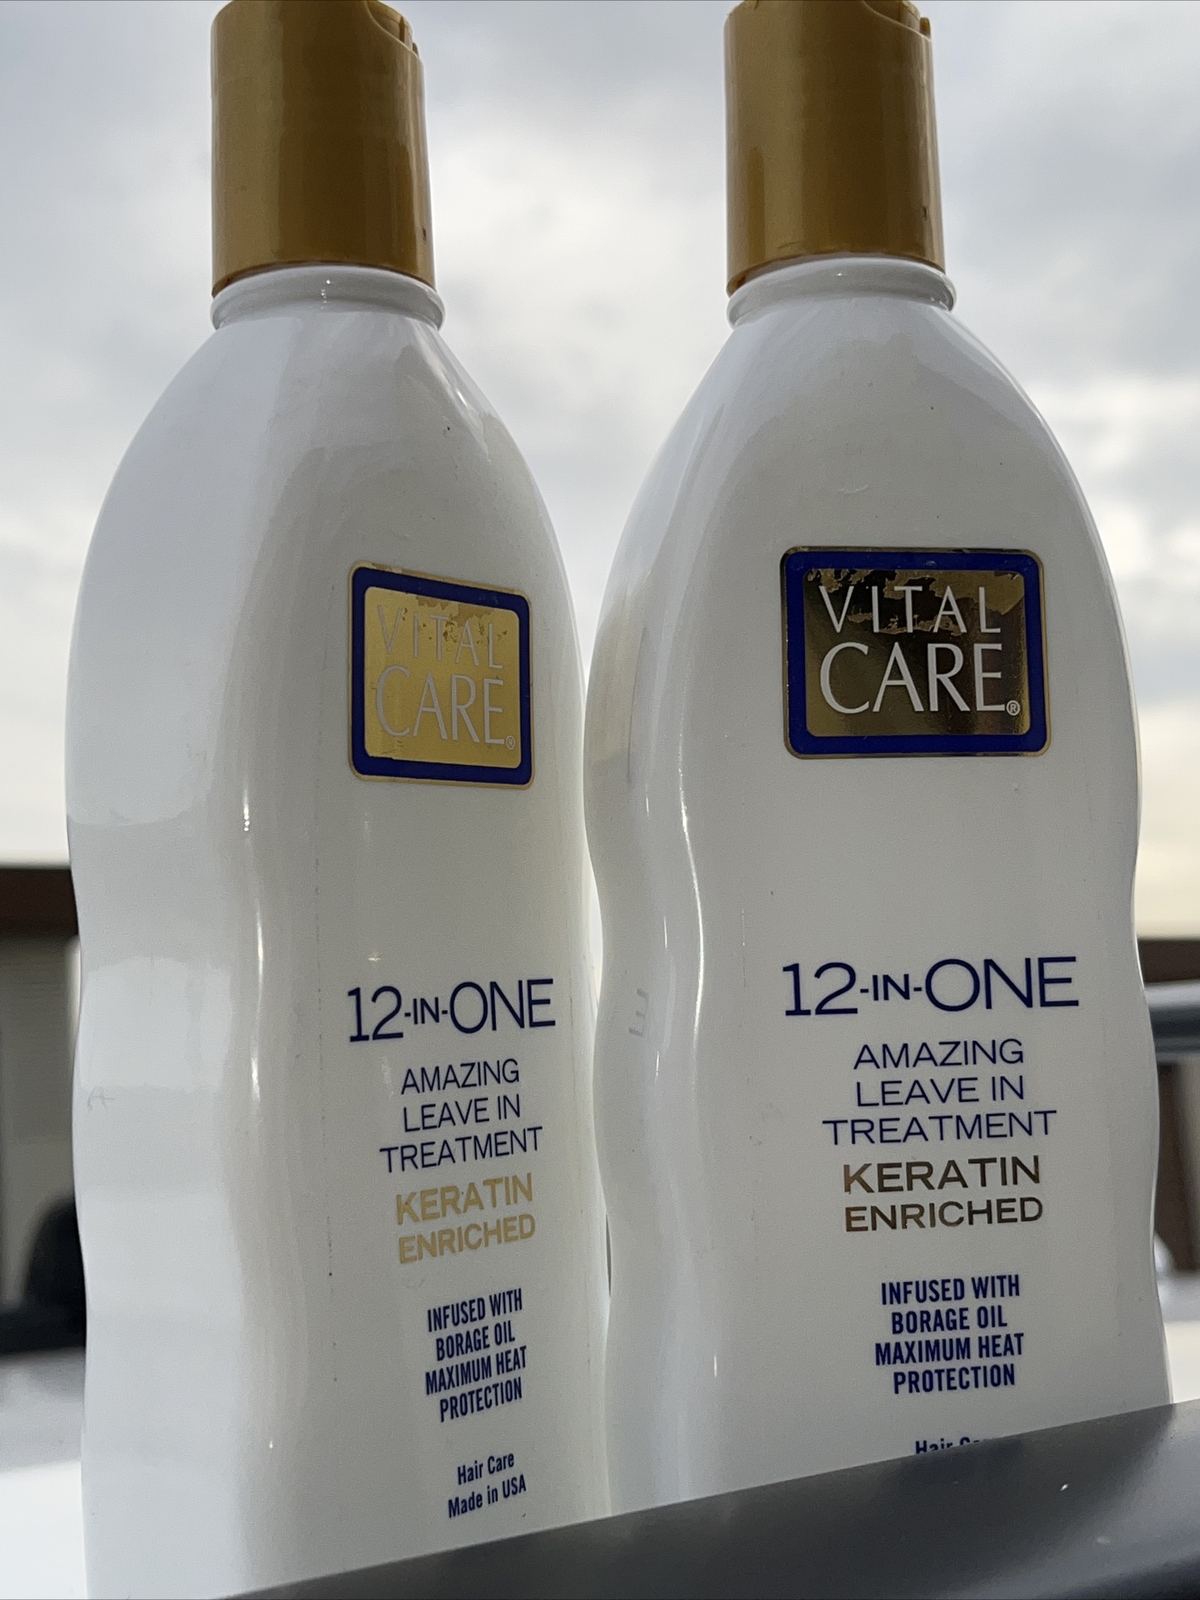 VITAL
CARE®
12-IN-ONE
AMAZING
LEAVE IN
TREATMENT
KERATIN
ENRICHED
INFUSED WITH
BORAGE OIL
MAXIMUM HEAT
PROTECTION
Hair Care
Made in USA
VITAL
CARE®
12-IN-ONE
AMAZING
LEAVE IN
TREATMENT
KERATIN
ENRICHED
INFUSED WITH
BORAGE OIL
MAXIMUM HEAT
PROTECTION
Hair Care